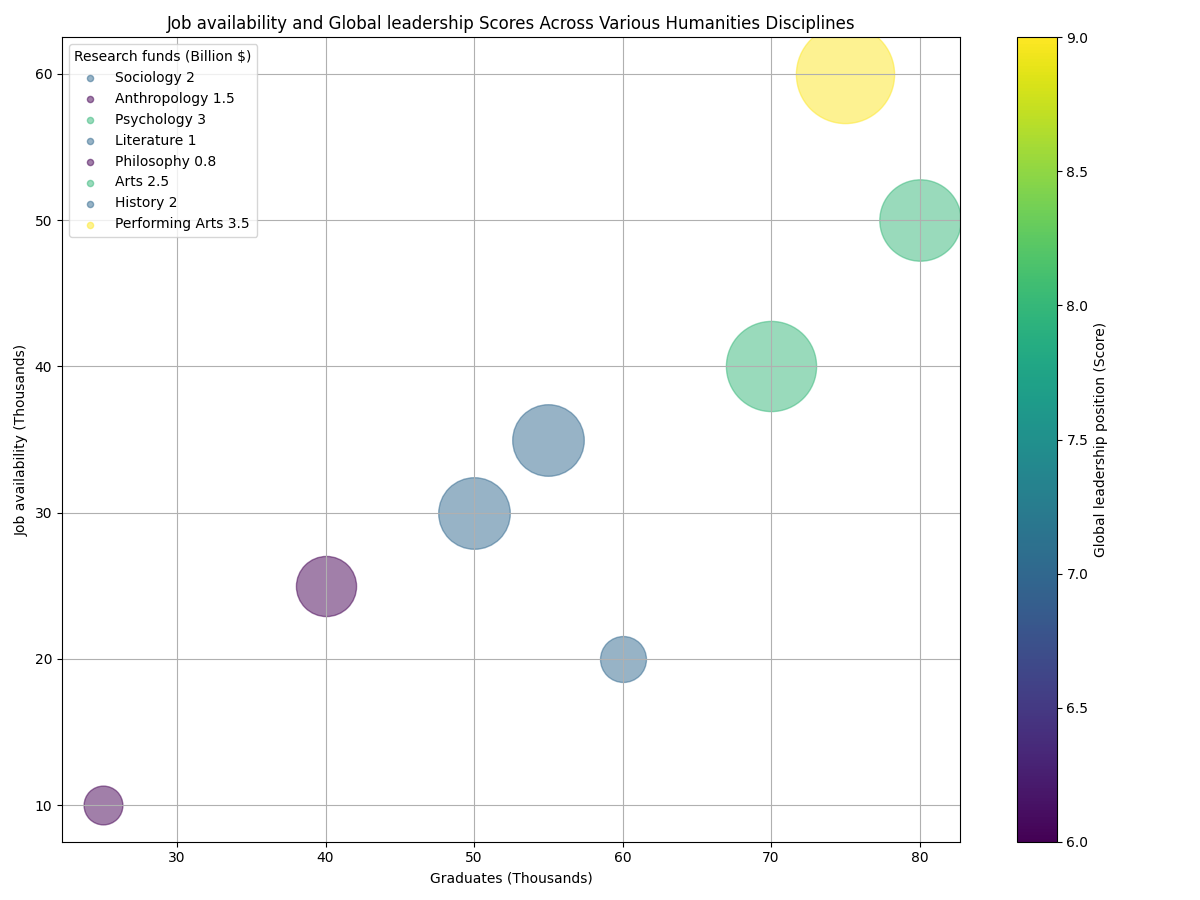 Job availability and Global leadership Scores Across Various Humanities Disciplines
Research funds (Billion $)
Sociology 2
Anthropology 1.5
Psychology 3
Literature 1
Philosophy 0.8
Arts 2.5
History 2
Performing Arts 3.5
60
50
40
30
20
10
Job availability (Thousands)
30
40
50
60
70
80
Graduates (Thousands)
9.0
8.5
8.0
7.5
7.0
6.5
6.0
Global leadership position (Score)